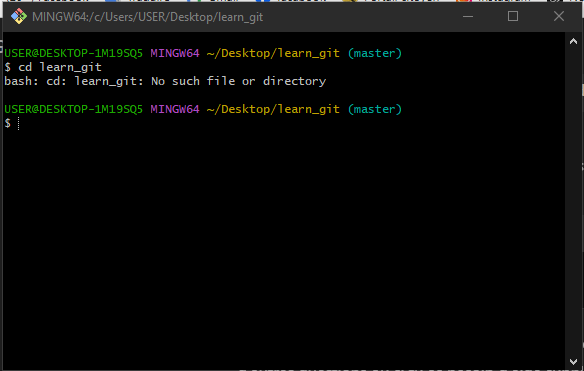 MINGW64:/c/Users/USER/Desktop/learn_git
USER@DESKTOP-1M19SQ5 MINGW64 ~/Desktop/learn_git (master)
$ cd learn_git
bash: cd: learn_git: No such file or directory
USER@DESKTOP-1M19SQ5 MINGW64 ~/Desktop/learn_git (master)
$